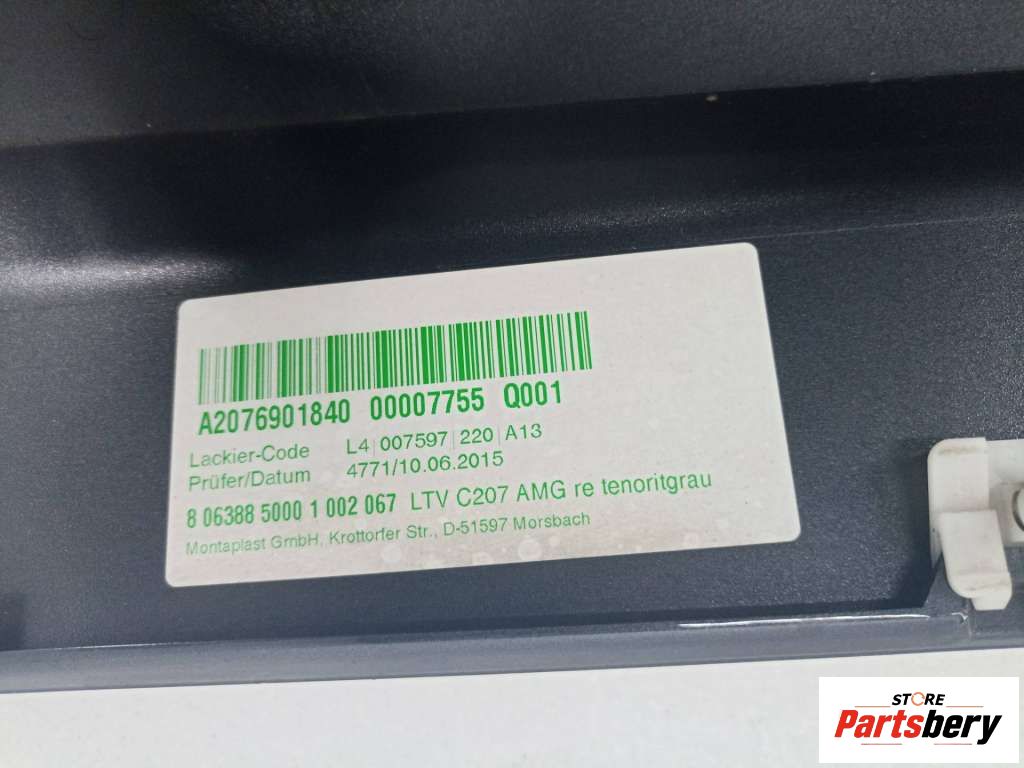 A2076901840 00007755 Q001
Lackier-Code L4|007597|220|A13
Prüfer/Datum 4771/10.06.2015
8 06388 5000 1 002 067 LTV C207 AMG re tenoritgrau
Montaplast GmbH, Krottorfer Str., D-51597 Morsbach
STORE
Partsbery